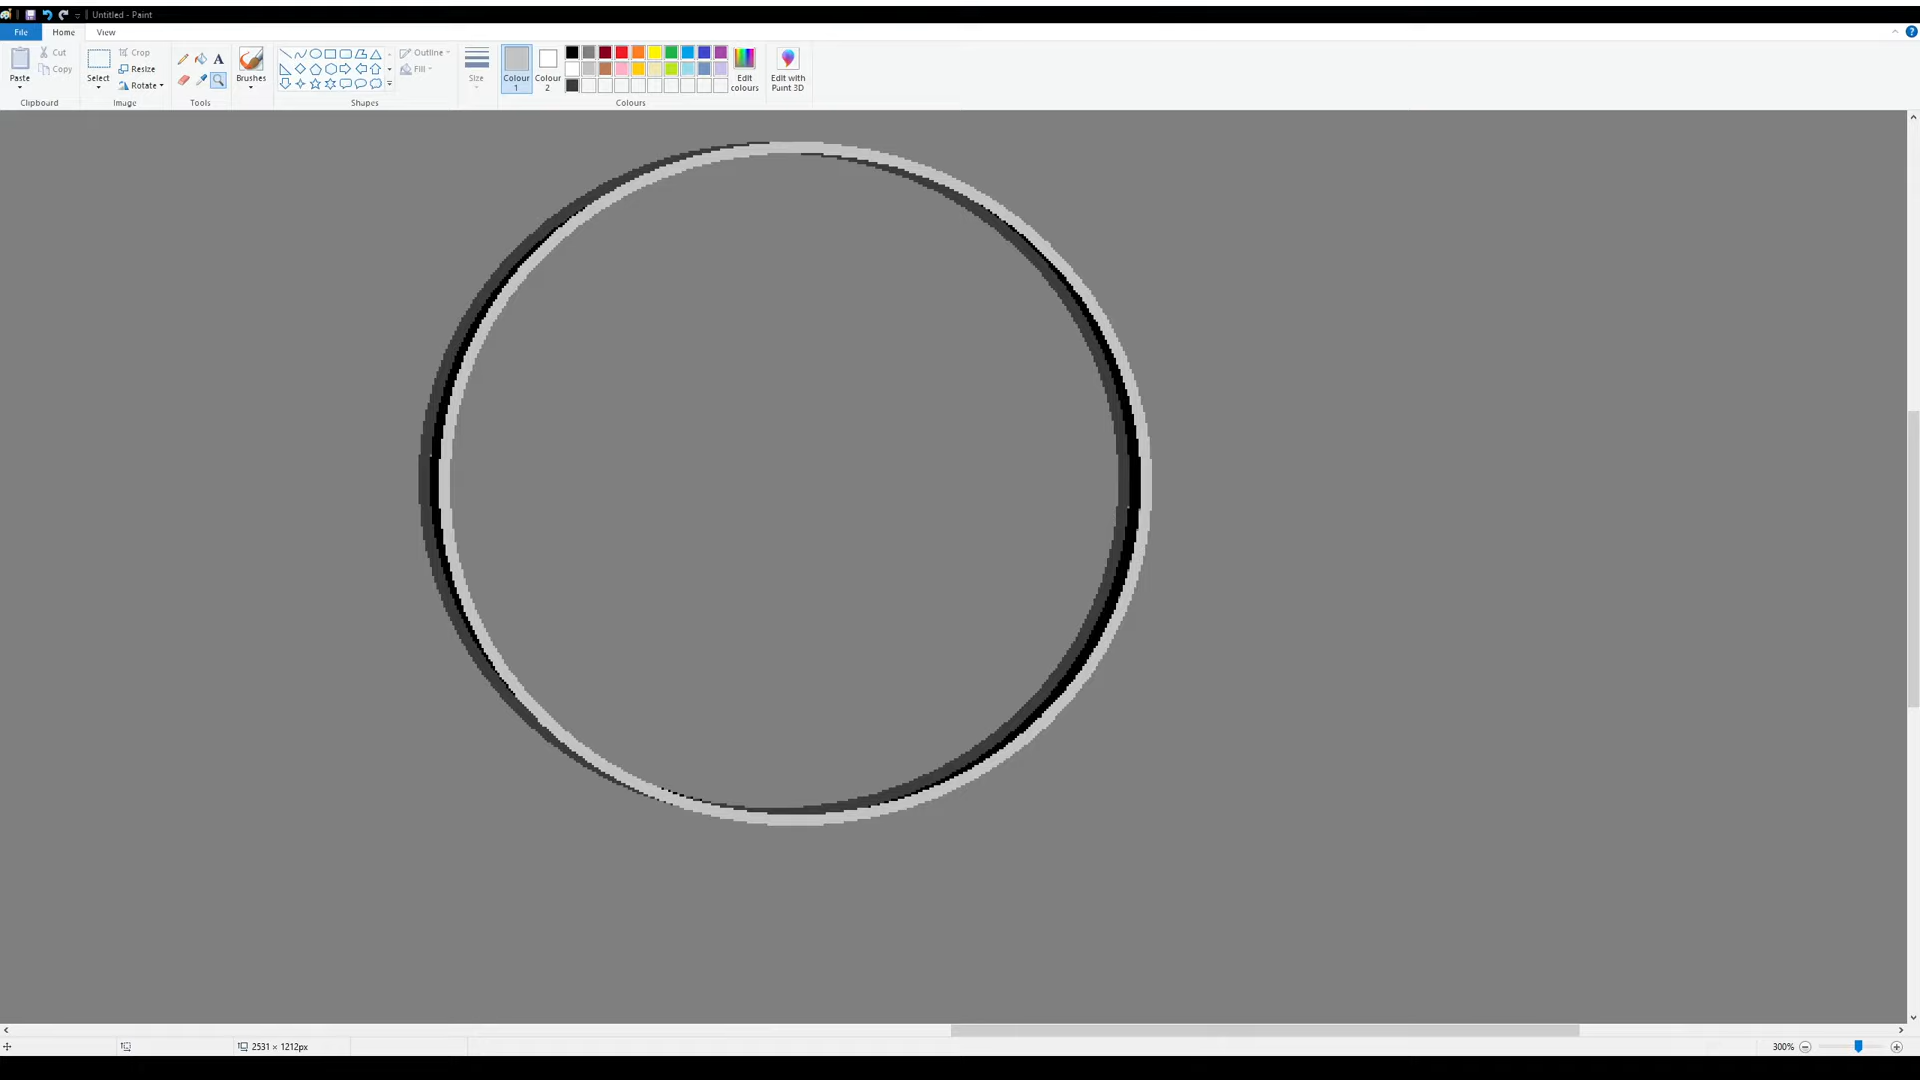 Untitled - Paint
File Home View
Paste
Cut
Copy
Clipboard
Select
Crop
Resize
Rotate
Image
A
Tools
Brushes
Outline
Fill
Shapes
Size
Colour 1
Colour 2
Edit colours
Colours
Edit with Paint 3D
2531 × 1212px
300%